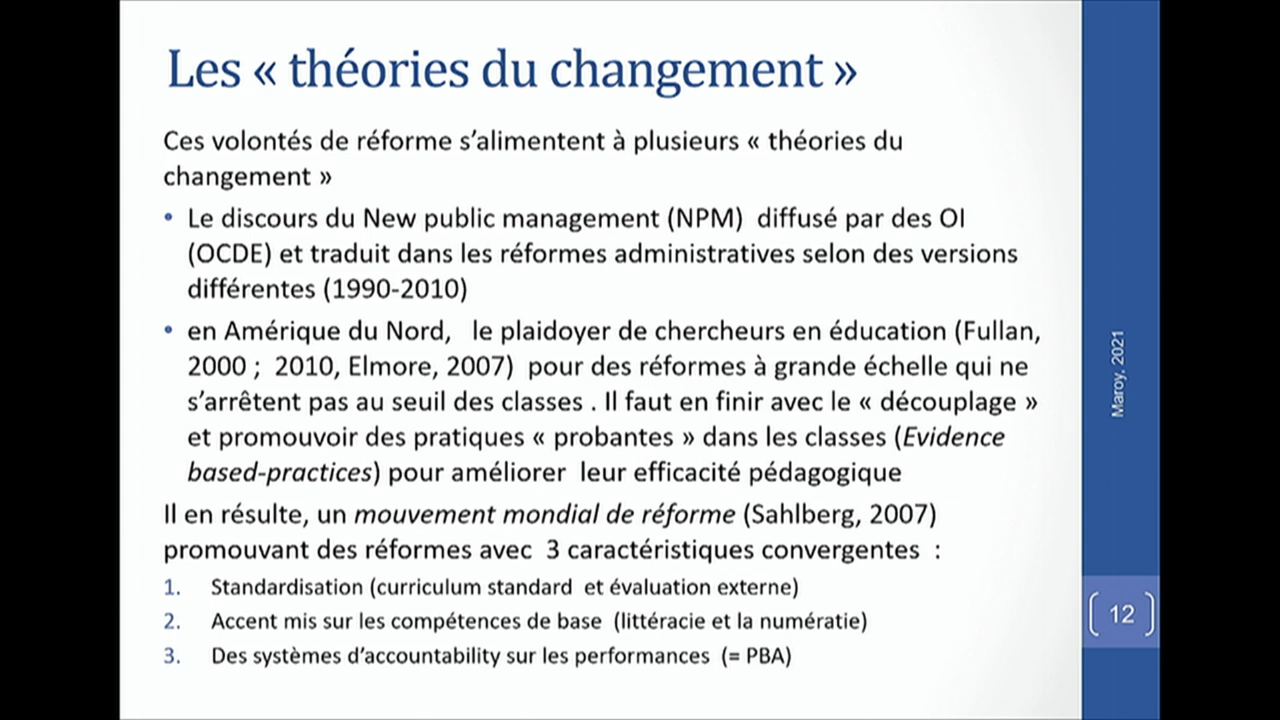 Les « théories du changement »
Ces volontés de réforme s’alimentent à plusieurs « théories du
changement »
• Le discours du New public management (NPM) diffusé par des OI
(OCDE) et traduit dans les réformes administratives selon des versions
différentes (1990-2010)
• en Amérique du Nord, le plaidoyer de chercheurs en éducation (Fullan,
2000 ; 2010, Elmore, 2007) pour des réformes à grande échelle qui ne
s’arrêtent pas au seuil des classes . Il faut en finir avec le « découplage »
et promouvoir des pratiques « probantes » dans les classes (Evidence
based-practices) pour améliorer leur efficacité pédagogique
Il en résulte, un mouvement mondial de réforme (Sahlberg, 2007)
promouvant des réformes avec 3 caractéristiques convergentes :
1. Standardisation (curriculum standard et évaluation externe)
2. Accent mis sur les compétences de base (littéracie et la numératie)
3. Des systèmes d’accountability sur les performances (= PBA)
Maroy, 2021
12